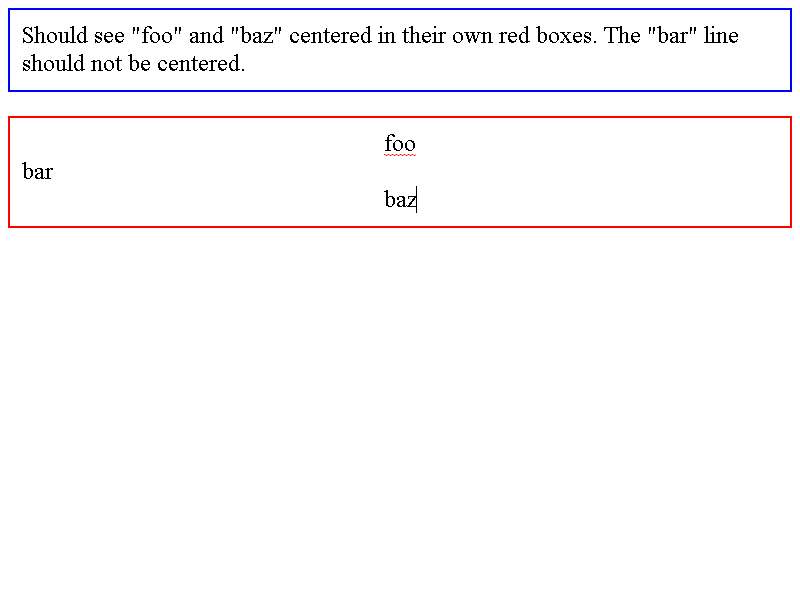 Should see "foo" and "baz" centered in their own red boxes. The "bar" line
should not be centered.
foo
bar
baz